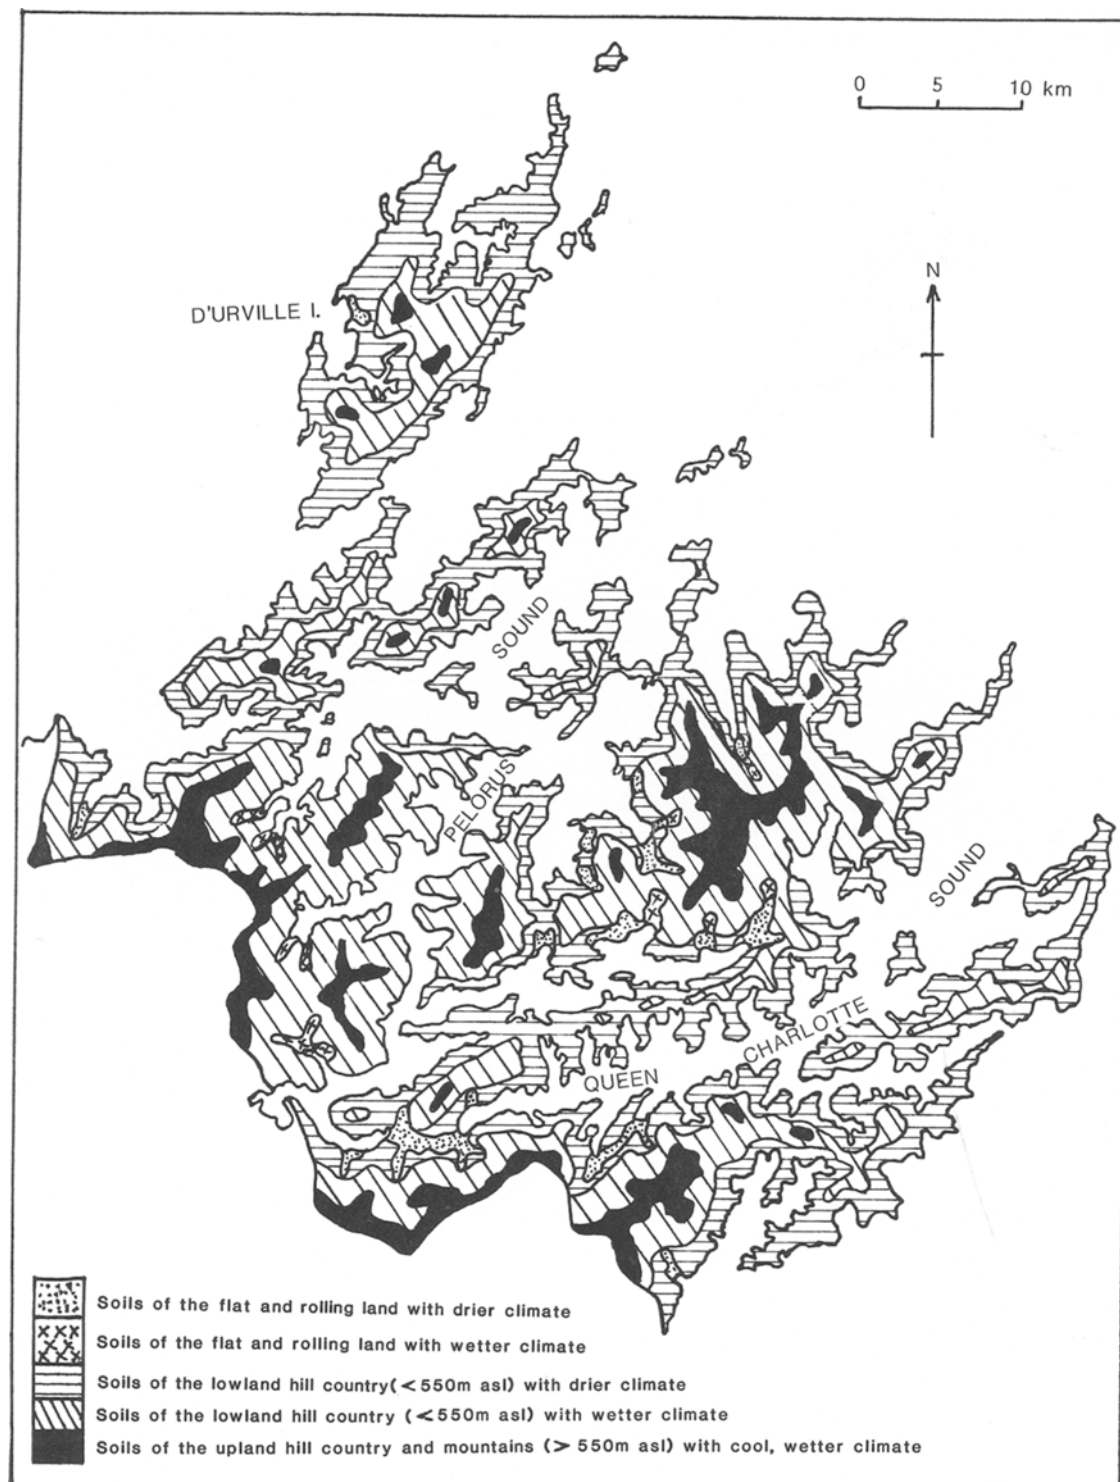 0 5 10 km
N
D'URVILLE I.
SOUND
PELORUS
SOUND
CHARLOTTE
QUEEN
Soils of the flat and rolling land with drier climate
Soils of the flat and rolling land with wetter climate
Soils of the lowland hill country(<550m asl) with drier climate
Soils of the lowland hill country (<550m asl) with wetter climate
Soils of the upland hill country and mountains (> 550m asl) with cool, wetter climate